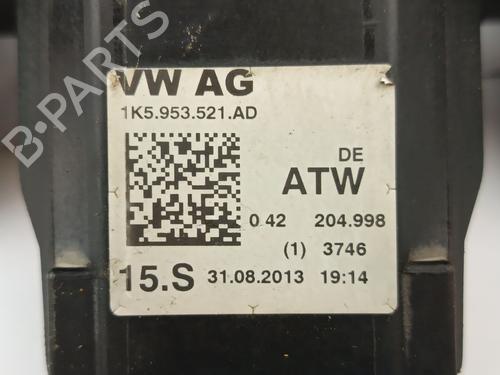 VW AG
1K5.953.521.AD
DE
ATW
0 42 204.998
(1) 3746
15.S 31.08.2013 19:14
B-Parts